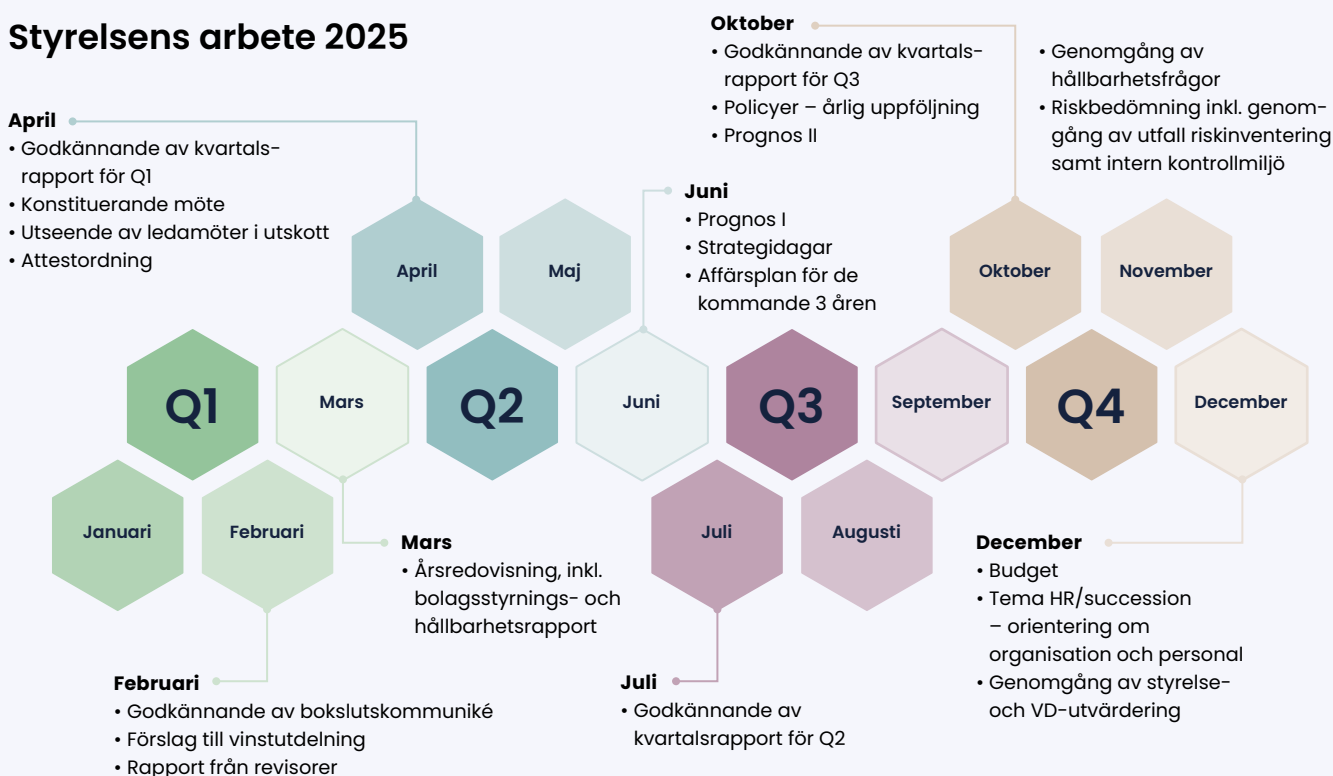 Styrelsens arbete 2025
April
• Godkännande av kvartals-
rapport för Q1
• Konstituerande möte
• Utseende av ledamöter i utskott
• Attestordning
Oktober
• Godkännande av kvartals-
rapport för Q3
• Policyer – årlig uppföljning
• Prognos II
• Genomgång av
hållbarhetsfrågor
• Riskbedömning inkl. genom-
gång av utfall riskinventering
samt intern kontrollmiljö
Juni
• Prognos I
• Strategidagar
• Affärsplan för de
kommande 3 åren
April
Maj
Oktober
November
Q1
Mars
Q2
Juni
Q3
September
Q4
December
Januari
Februari
Juli
Augusti
Mars
• Årsredovisning, inkl.
bolagsstyrnings- och
hållbarhetsrapport
December
• Budget
• Tema HR/succession
– orientering om
organisation och personal
• Genomgång av styrelse-
och VD-utvärdering
Februari
• Godkännande av bokslutskommuniké
• Förslag till vinstutdelning
• Rapport från revisorer
Juli
• Godkännande av
kvartalsrapport för Q2